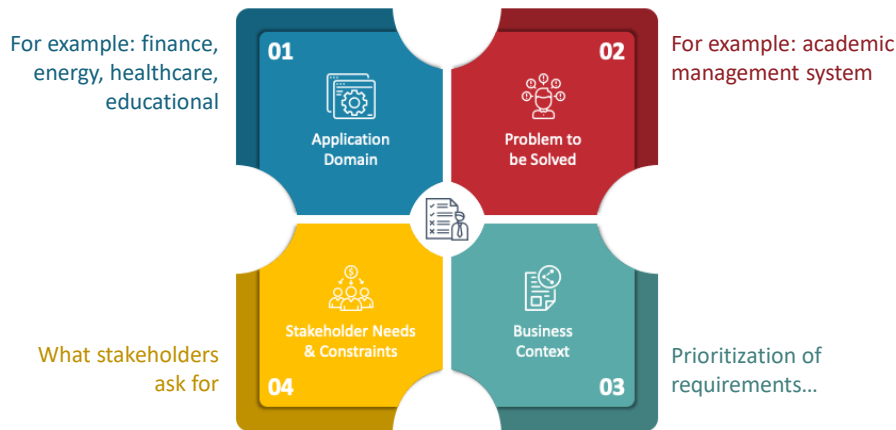 For example: finance,
energy, healthcare,
educational
01
Application
Domain
02
Problem to
be Solved
For example: academic
management system
What stakeholders
ask for
Stakeholder Needs
& Constraints
04
Business
Context
03
Prioritization of
requirements...